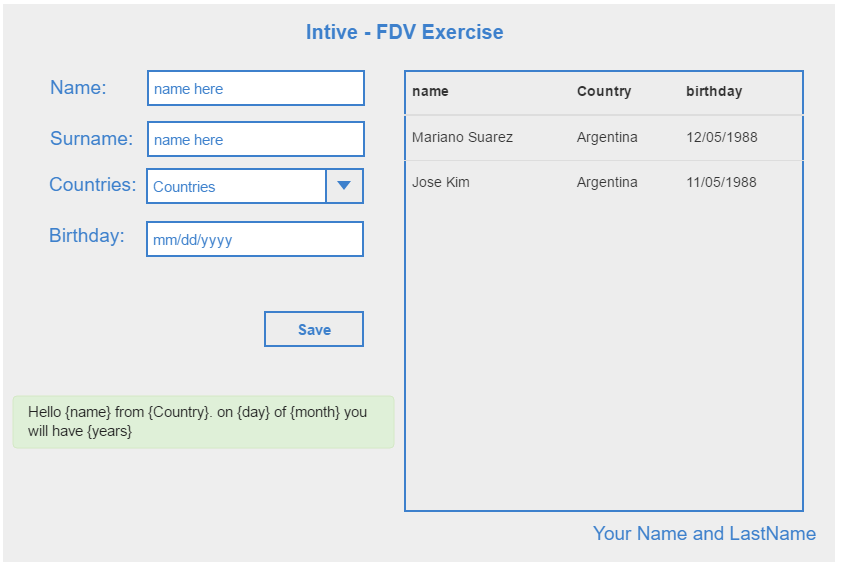 Intive - FDV Exercise
Name:
name here
Surname:
name here
Countries:
Countries
Birthday:
mm/dd/yyyy
Save
Hello {name} from {Country}. on {day} of {month} you
will have {years}
name Country birthday
Mariano Suarez Argentina 12/05/1988
Jose Kim Argentina 11/05/1988
Your Name and LastName